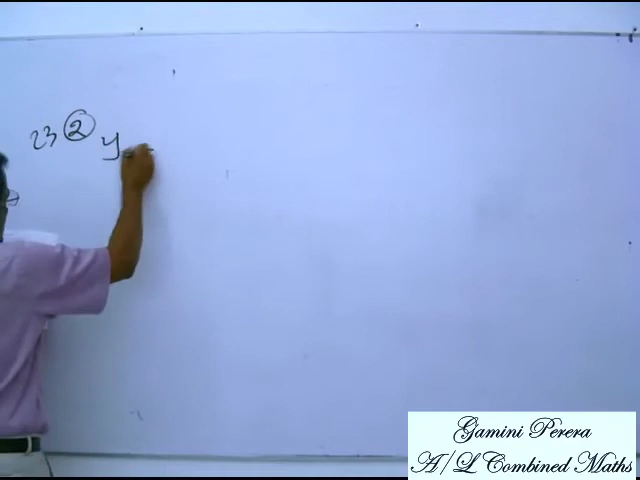 23 ② y
Gamini Perera
A/L Combined Maths